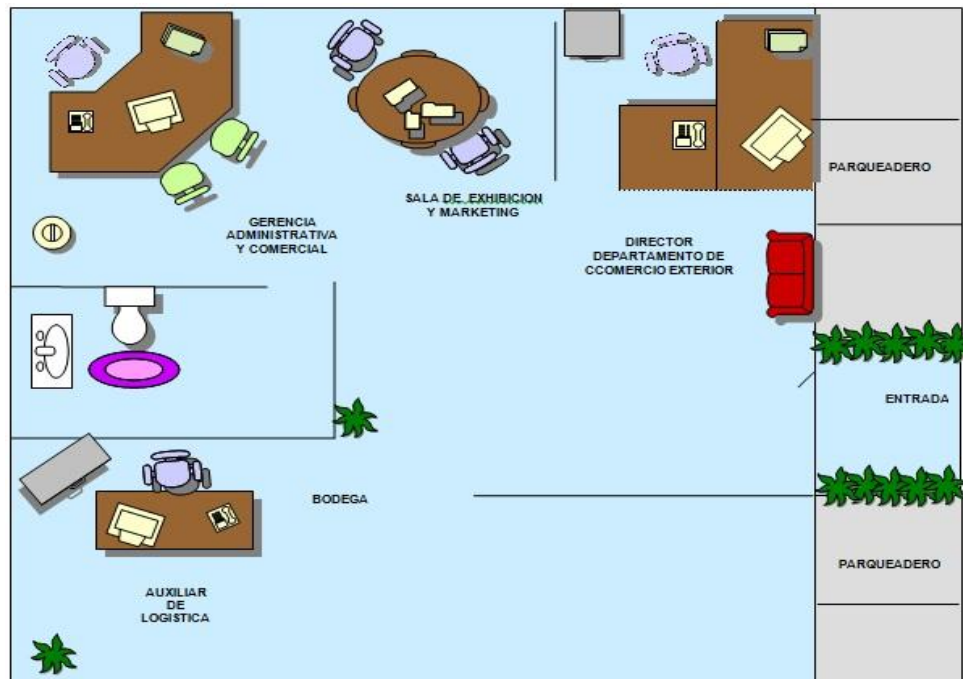 PARQUEADERO
SALA DE EXHIBICION
Y MARKETING
GERENCIA
ADMINISTRATIVA
Y COMERCIAL
DIRECTOR
DEPARTAMENTO DE
CCOMERCIO EXTERIOR
ENTRADA
BODEGA
PARQUEADERO
AUXILIAR
DE
LOGISTICA